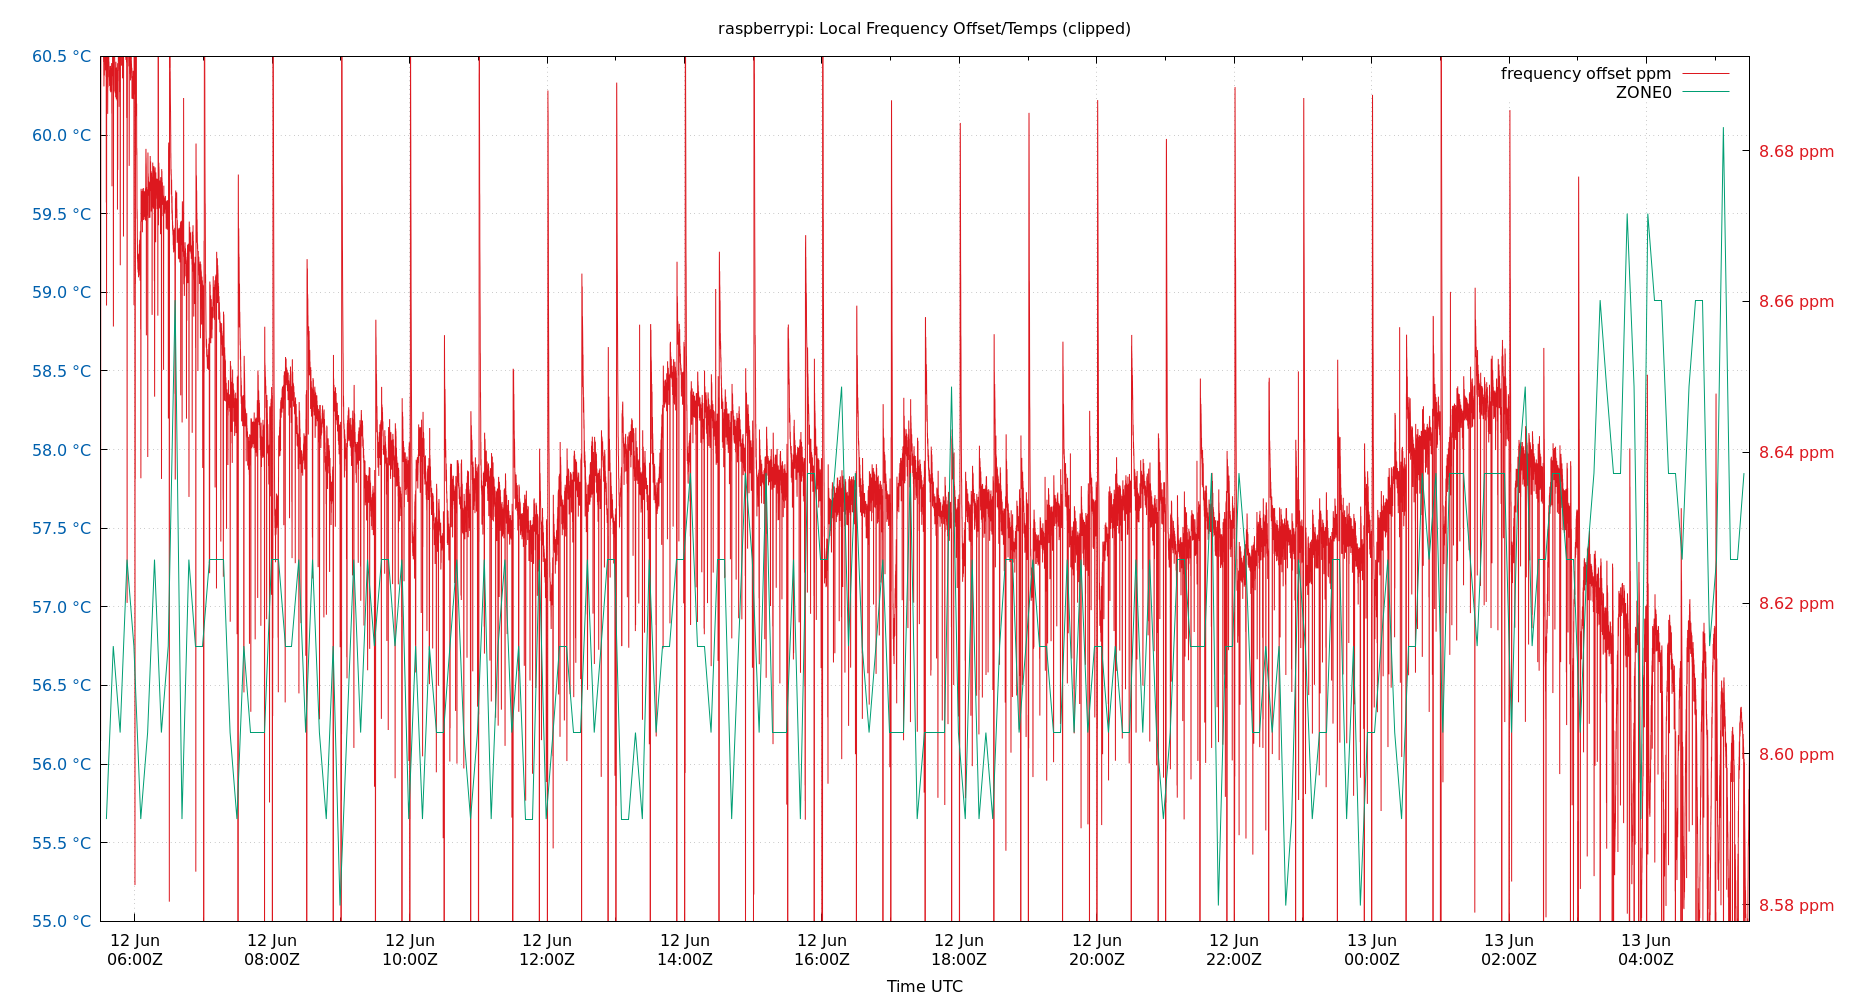 raspberrypi: Local Frequency Offset/Temps (clipped)
60.5 °C
60.0 °C
59.5 °C
59.0 °C
58.5 °C
58.0 °C
57.5 °C
57.0 °C
56.5 °C
56.0 °C
55.5 °C
55.0 °C
frequency offset ppm
ZONE0
8.68 ppm
8.66 ppm
8.64 ppm
8.62 ppm
8.60 ppm
8.58 ppm
12 Jun
06:00Z
12 Jun
08:00Z
12 Jun
10:00Z
12 Jun
12:00Z
12 Jun
14:00Z
12 Jun
16:00Z
12 Jun
18:00Z
12 Jun
20:00Z
12 Jun
22:00Z
13 Jun
00:00Z
13 Jun
02:00Z
13 Jun
04:00Z
Time UTC